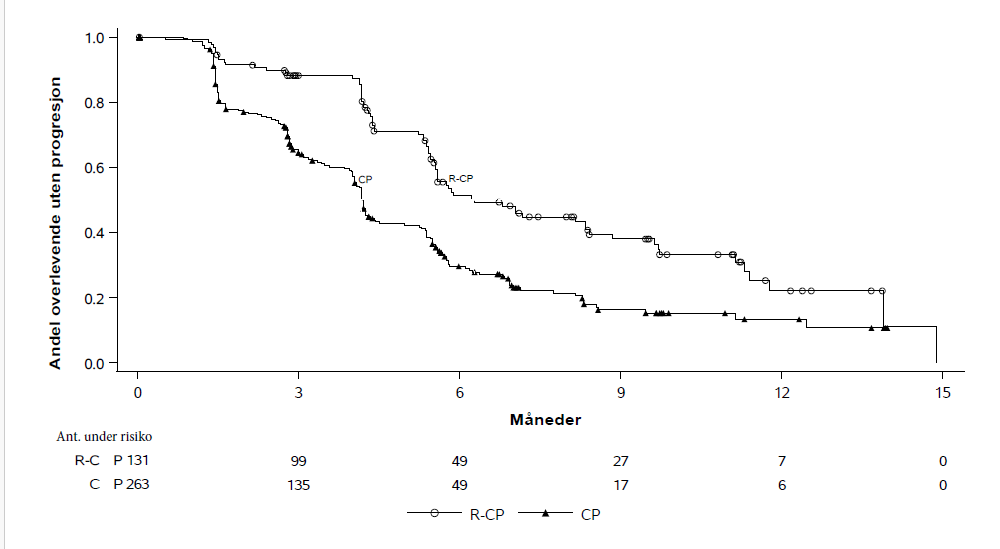 Andel overlevende uten progresjon
1.0
0.8
0.6
0.4
0.2
0.0
CP
R-CP
0 3 6 9 12 15
Måneder
Ant. under risiko
R-C P 131 99 49 27 7 0
C P 263 135 49 17 6 0
R-CP CP